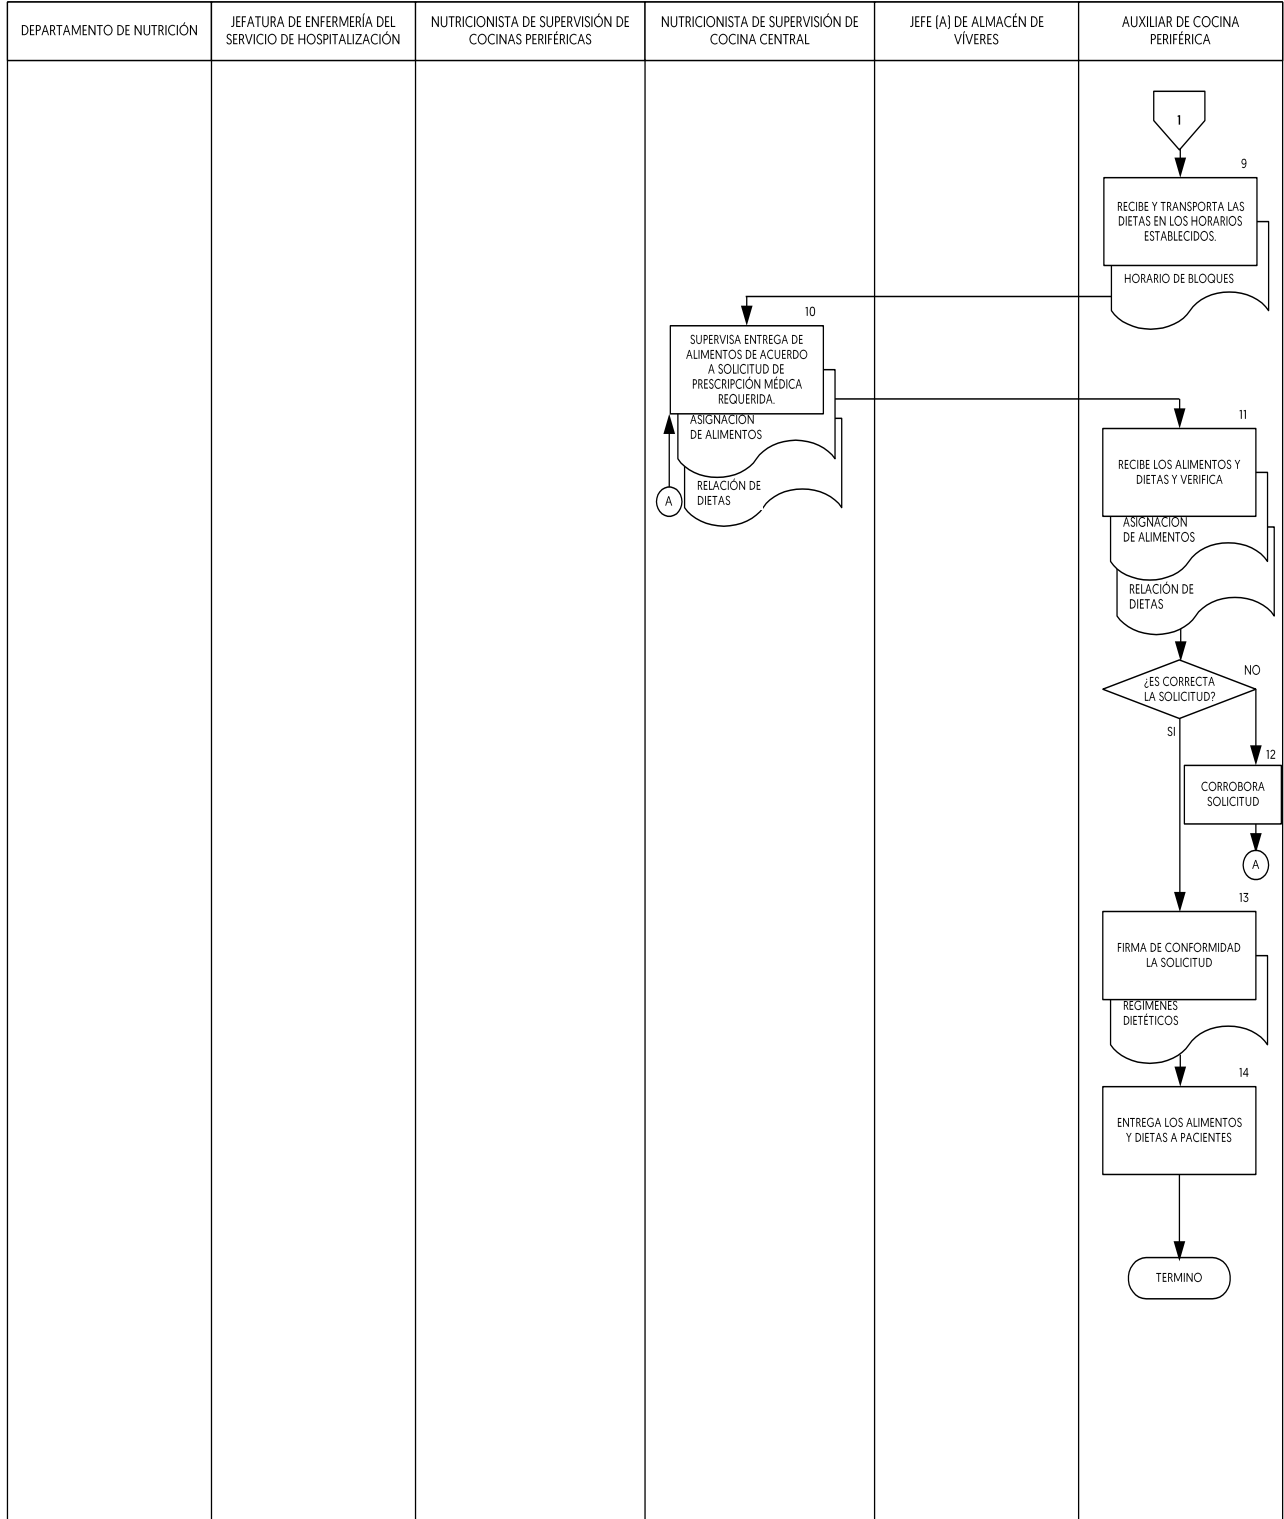 DEPARTAMENTO DE NUTRICIÓN
JEFATURA DE ENFERMERÍA DEL
SERVICIO DE HOSPITALIZACIÓN
NUTRICIONISTA DE SUPERVISIÓN DE
COCINAS PERIFÉRICAS
NUTRICIONISTA DE SUPERVISIÓN DE
COCINA CENTRAL
JEFE (A) DE ALMACÉN DE
VÍVERES
AUXILIAR DE COCINA
PERIFÉRICA
1
9
RECIBE Y TRANSPORTA LAS
DIETAS EN LOS HORARIOS
ESTABLECIDOS.
HORARIO DE BLOQUES
10
SUPERVISA ENTREGA DE
ALIMENTOS DE ACUERDO
A SOLICITUD DE
PRESCRIPCIÓN MÉDICA
REQUERIDA.
ASIGNACION
DE ALIMENTOS
RELACIÓN DE
DIETAS
A
11
RECIBE LOS ALIMENTOS Y
DIETAS Y VERIFICA
ASIGNACION
DE ALIMENTOS
RELACIÓN DE
DIETAS
¿ES CORRECTA
LA SOLICITUD?
NO
SI
12
CORROBORA
SOLICITUD
A
13
FIRMA DE CONFORMIDAD
LA SOLICITUD
REGIMENES
DIETÉTICOS
14
ENTREGA LOS ALIMENTOS
Y DIETAS A PACIENTES
TERMINO